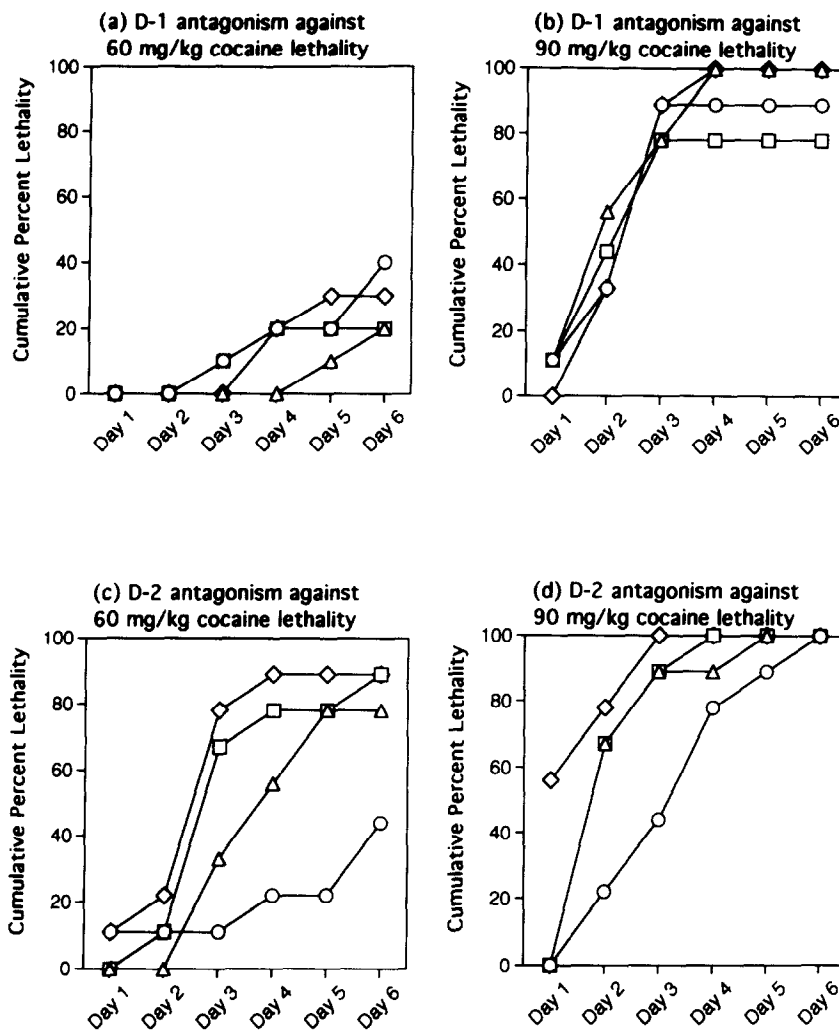 (a) D-1 antagonism against
60 mg/kg cocaine lethality
Cumulative Percent Lethality
100
80
60
40
20
0
Day 1
Day 2
Day 3
Day 4
Day 5
Day 6
(b) D-1 antagonism against
90 mg/kg cocaine lethality
Cumulative Percent Lethality
100
80
60
40
20
0
Day 1
Day 2
Day 3
Day 4
Day 5
Day 6
(c) D-2 antagonism against
60 mg/kg cocaine lethality
Cumulative Percent Lethality
100
80
60
40
20
0
Day 1
Day 2
Day 3
Day 4
Day 5
Day 6
(d) D-2 antagonism against
90 mg/kg cocaine lethality
Cumulative Percent Lethality
100
80
60
40
20
0
Day 1
Day 2
Day 3
Day 4
Day 5
Day 6